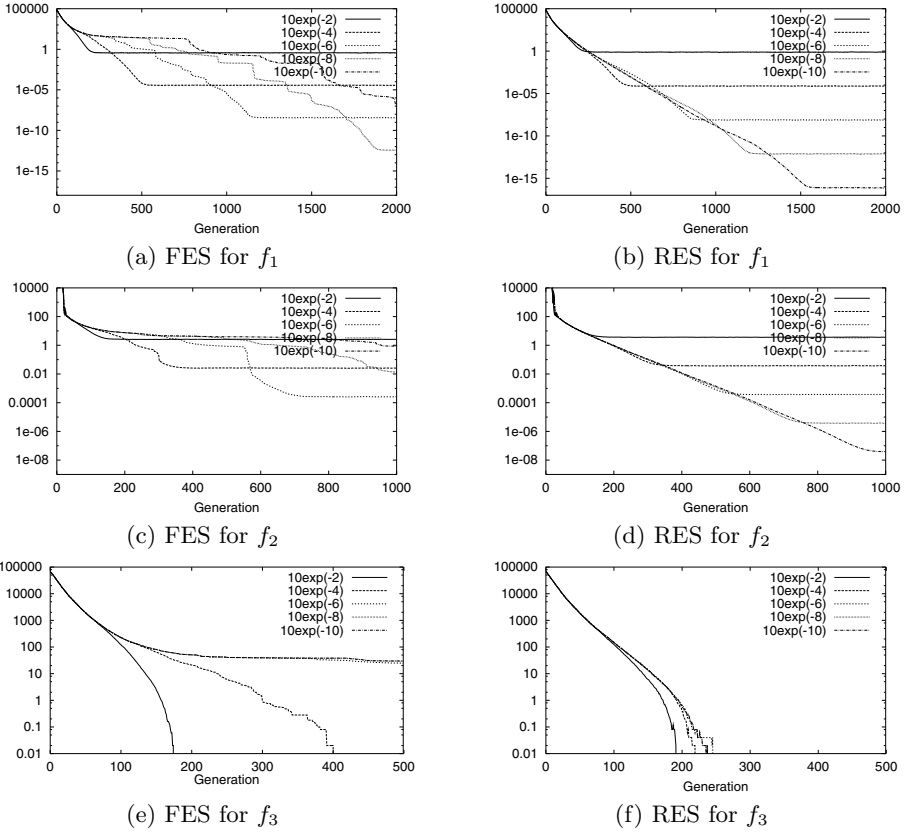 100000
1
1e-05
1e-10
1e-15
10exp(-2)
10exp(-4)
10exp(-6)
10exp(-8)
10exp(-10)
0 500 1000 1500 2000
Generation
(a) FES for f1
100000
1
1e-05
1e-10
1e-15
10exp(-2)
10exp(-4)
10exp(-6)
10exp(-8)
10exp(-10)
0 500 1000 1500 2000
Generation
(b) RES for f1
10000
100
1
0.01
0.0001
1e-06
1e-08
10exp(-2)
10exp(-4)
10exp(-6)
10exp(-8)
10exp(-10)
0 200 400 600 800 1000
Generation
(c) FES for f2
10000
100
1
0.01
0.0001
1e-06
1e-08
10exp(-2)
10exp(-4)
10exp(-6)
10exp(-8)
10exp(-10)
0 200 400 600 800 1000
Generation
(d) RES for f2
100000
10000
1000
100
10
1
0.1
0.01
10exp(-2)
10exp(-4)
10exp(-6)
10exp(-8)
10exp(-10)
0 100 200 300 400 500
Generation
(e) FES for f3
100000
10000
1000
100
10
1
0.1
0.01
10exp(-2)
10exp(-4)
10exp(-6)
10exp(-8)
10exp(-10)
0 100 200 300 400 500
Generation
(f) RES for f3